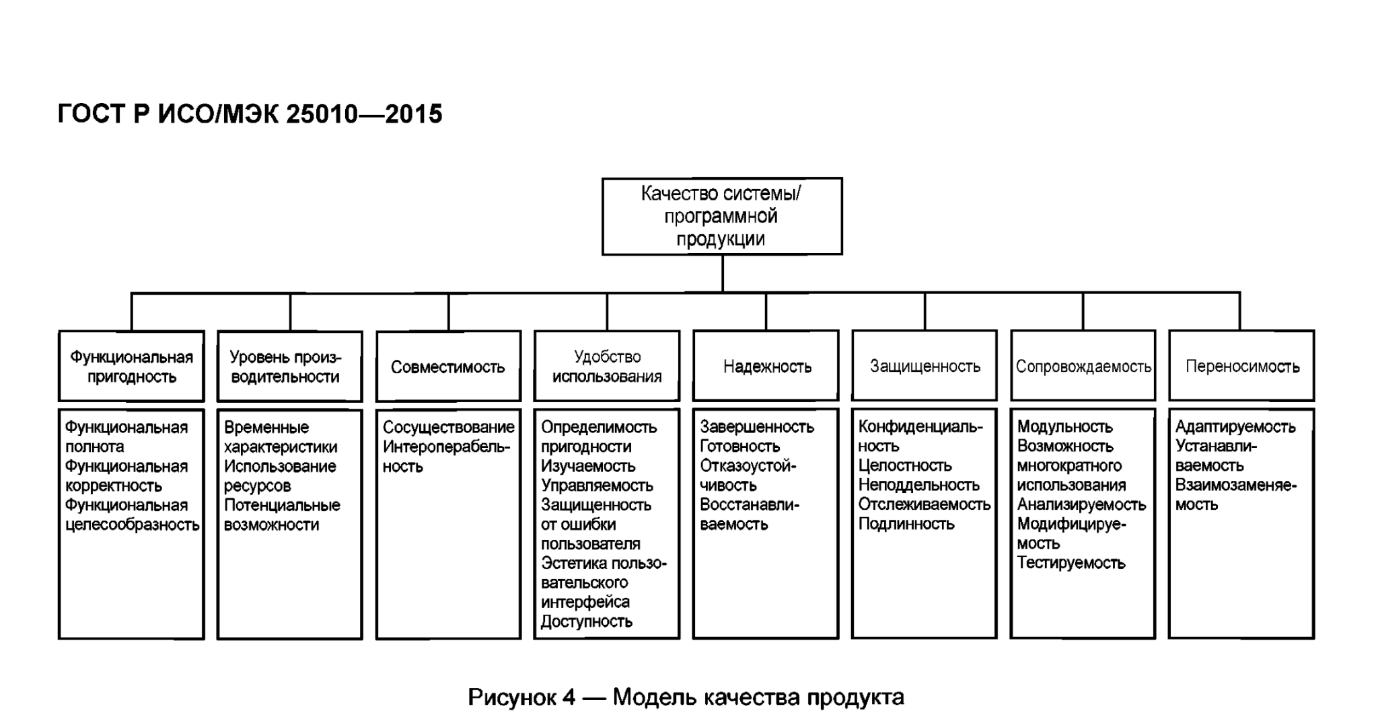 ГОСТ Р ИСО/МЭК 25010—2015
Качество системы/
программной
продукции
Функциональная
пригодность
Уровень произ-
водительности
Совместимость
Удобство
использования
Надежность
Защищенность
Сопровождаемость
Переносимость
Функциональная
полнота
Функциональная
корректность
Функциональная
целесообразность
Временные
характеристики
Использование
ресурсов
Потенциальные
возможности
Сосуществование
Интероперабель-
ность
Определимость
пригодности
Изучаемость
Управляемость
Защищенность
от ошибки
пользователя
Эстетика пользо-
вательского
интерфейса
Доступность
Завершенность
Готовность
Отказоустой-
чивость
Восстанавли-
ваемость
Конфиденциаль-
ность
Целостность
Неподдельность
Отслеживаемость
Подлинность
Модульность
Возможность
многократного
использования
Анализируемость
Модифицируе-
мость
Тестируемость
Адаптируемость
Устанавли-
ваемость
Взаимозаменяе-
мость
Рисунок 4 — Модель качества продукта